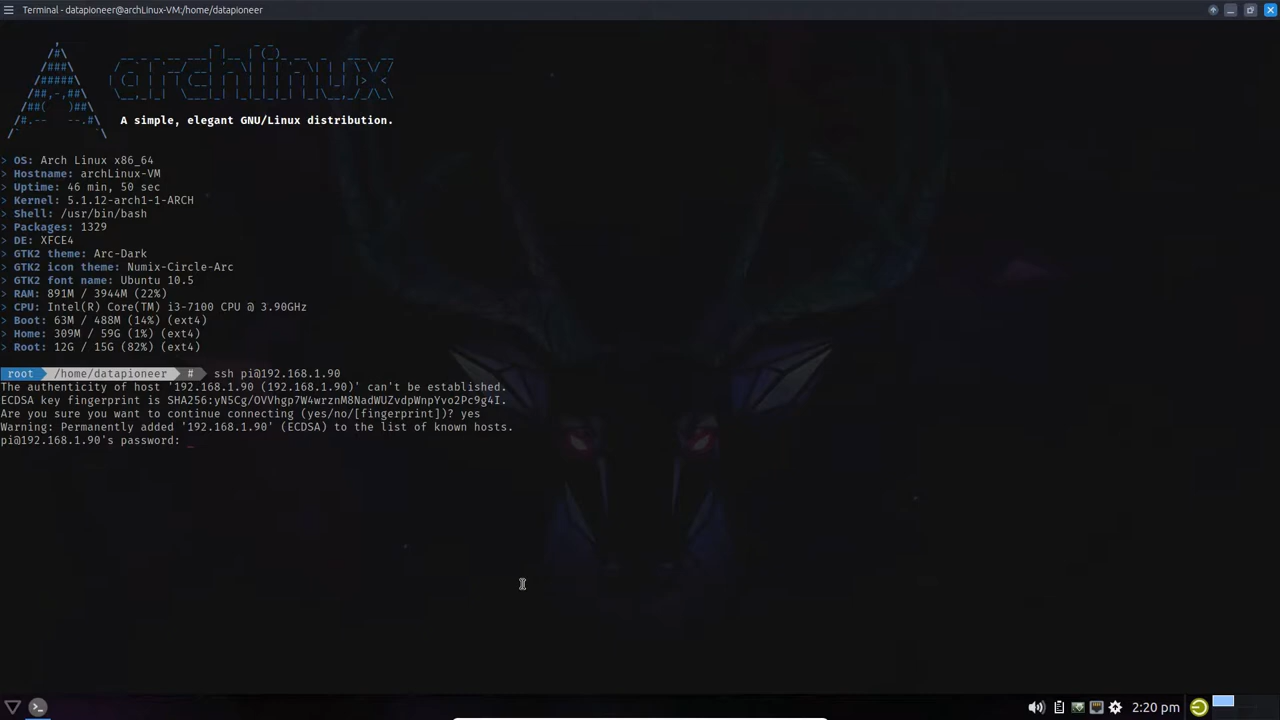 Terminal - datapioneer@archLinux-VM:/home/datapioneer
archlinux
A simple, elegant GNU/Linux distribution.
> OS: Arch Linux x86_64
> Hostname: archLinux-VM
> Uptime: 46 min, 50 sec
> Kernel: 5.1.12-arch1-1-ARCH
> Shell: /usr/bin/bash
> Packages: 1329
> DE: XFCE4
> GTK2 theme: Arc-Dark
> GTK2 icon theme: Numix-Circle-Arc
> GTK2 font name: Ubuntu 10.5
> RAM: 891M / 3944M (22%)
> CPU: Intel(R) Core(TM) i3-7100 CPU @ 3.90GHz
> Boot: 63M / 488M (14%) (ext4)
> Home: 309M / 59G (1%) (ext4)
> Root: 12G / 15G (82%) (ext4)
root /home/datapioneer # ssh pi@192.168.1.90
The authenticity of host '192.168.1.90 (192.168.1.90)' can't be established.
ECDSA key fingerprint is SHA256:yN5Cg/OVVhgp7W4wrznM8NadWUZvdpWnpYvo2Pc9g4I.
Are you sure you want to continue connecting (yes/no/[fingerprint])? yes
Warning: Permanently added '192.168.1.90' (ECDSA) to the list of known hosts.
pi@192.168.1.90's password:
2:20 pm